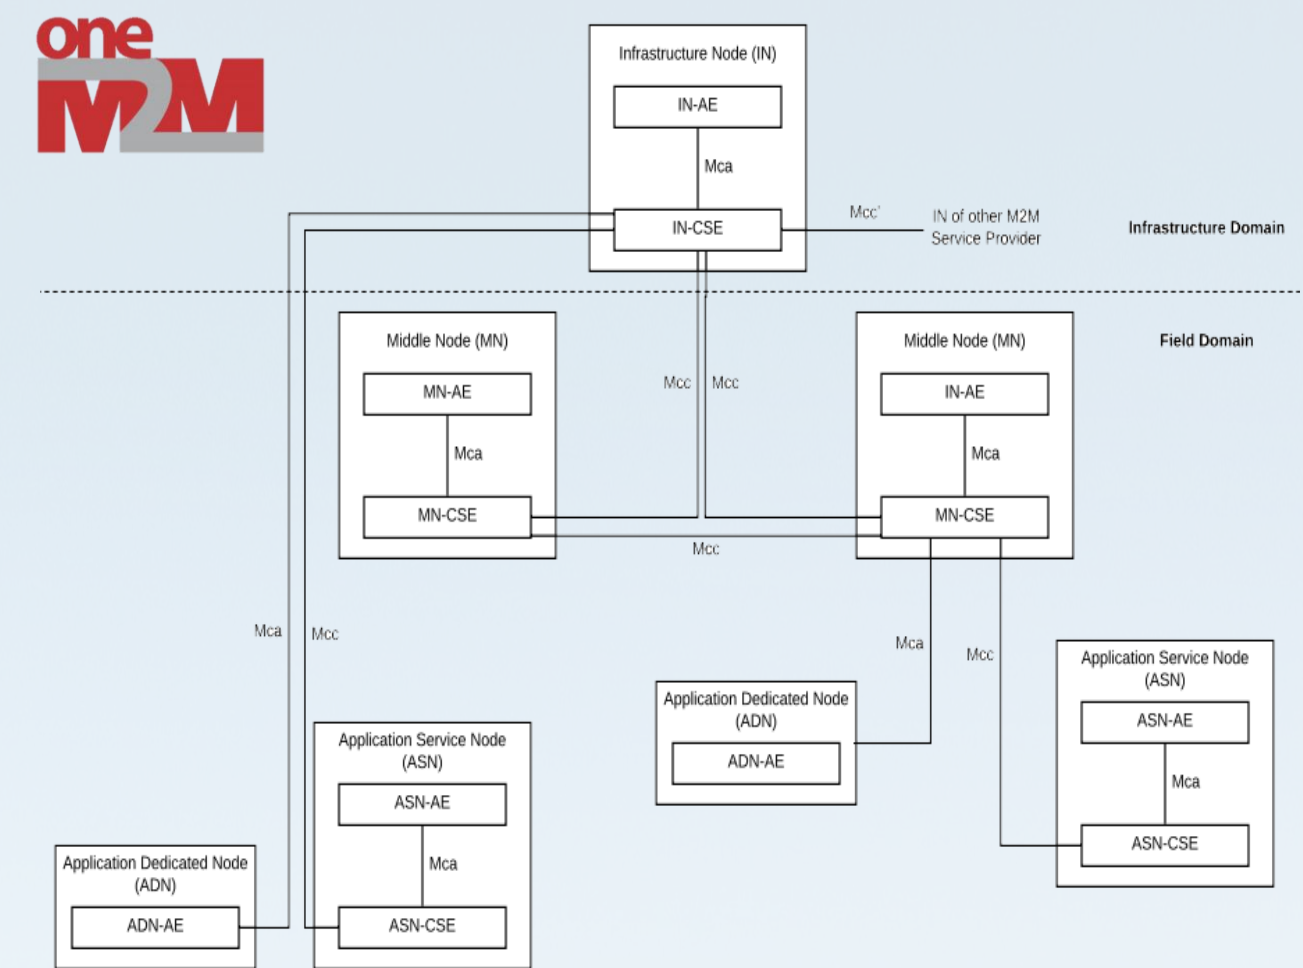 one
M2M
Infrastructure Node (IN)
IN-AE
Mca
IN-CSE
Mcc'
IN of other M2M
Service Provider
Infrastructure Domain
Field Domain
Middle Node (MN)
MN-AE
Mca
MN-CSE
Mcc
Mcc
Middle Node (MN)
IN-AE
Mca
MN-CSE
Mcc
Mca
Mcc
Mca
Mcc
Application Dedicated Node
(ADN)
ADN-AE
Application Service Node
(ASN)
ASN-AE
Mca
ASN-CSE
Application Service Node
(ASN)
ASN-AE
Mca
ASN-CSE
Application Dedicated Node
(ADN)
ADN-AE